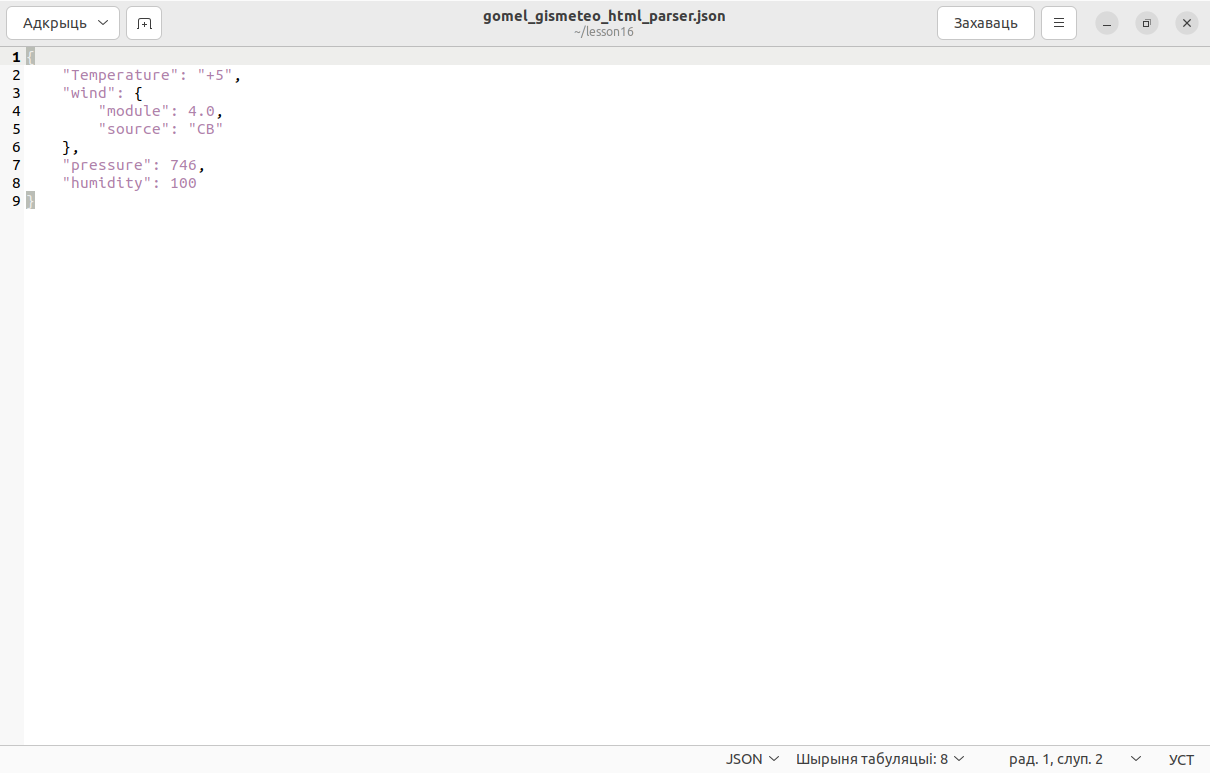 Адкрыць
gomel_gismeteo_html_parser.json
~/lesson16
Захаваць
1 {
2     "Temperature": "+5",
3     "wind": {
4         "module": 4.0,
5         "source": "СВ"
6     },
7     "pressure": 746,
8     "humidity": 100
9 }
JSON
Шырыня табуляцыі: 8
рад. 1, слуп. 2
УСТ